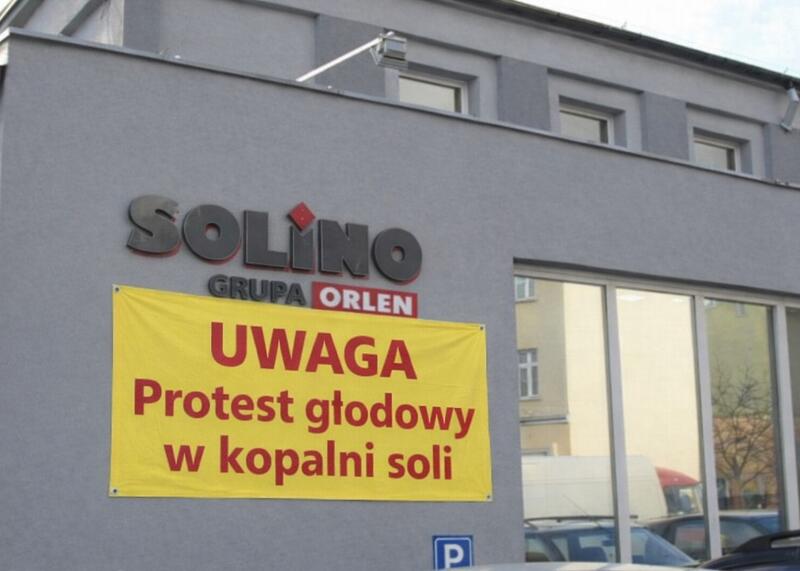 SOLiNO
GRUPA ORLEN
UWAGA
Protest głodowy
w kopalni soli
P